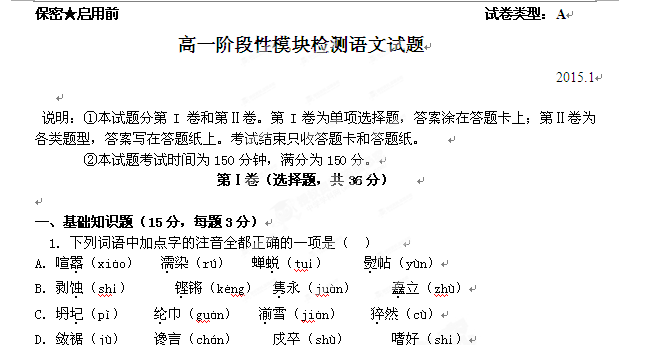 保密★启用前 试卷类型：A
高一阶段性模块检测语文试题
2015.1
说明：①本试题分第 I 卷和第Ⅱ卷。第 I 卷为单项选择题，答案涂在答题卡上；第Ⅱ卷为
各类题型，答案写在答题纸上。考试结束只收答题卡和答题纸。
②本试题考试时间为 150 分钟，满分为 150 分。
第Ⅰ卷（选择题，共 36 分）
一、基础知识题（15 分，每题 3 分）
1. 下列词语中加点字的注音全都正确的一项是（ ）
A. 喧嚣（xiāo） 濡染（rú） 蝉蜕（tuì） 熨帖（yùn）
B. 剥蚀（shí） 铿锵（kēng） 隽永（juàn） 矗立（zhù）
C. 坍圮（pǐ） 纶巾（guān） 湔雪（jiān） 猝然（cù）
D. 敛裾（jū） 谗言（chán） 戍卒（shù） 嗜好（shì）